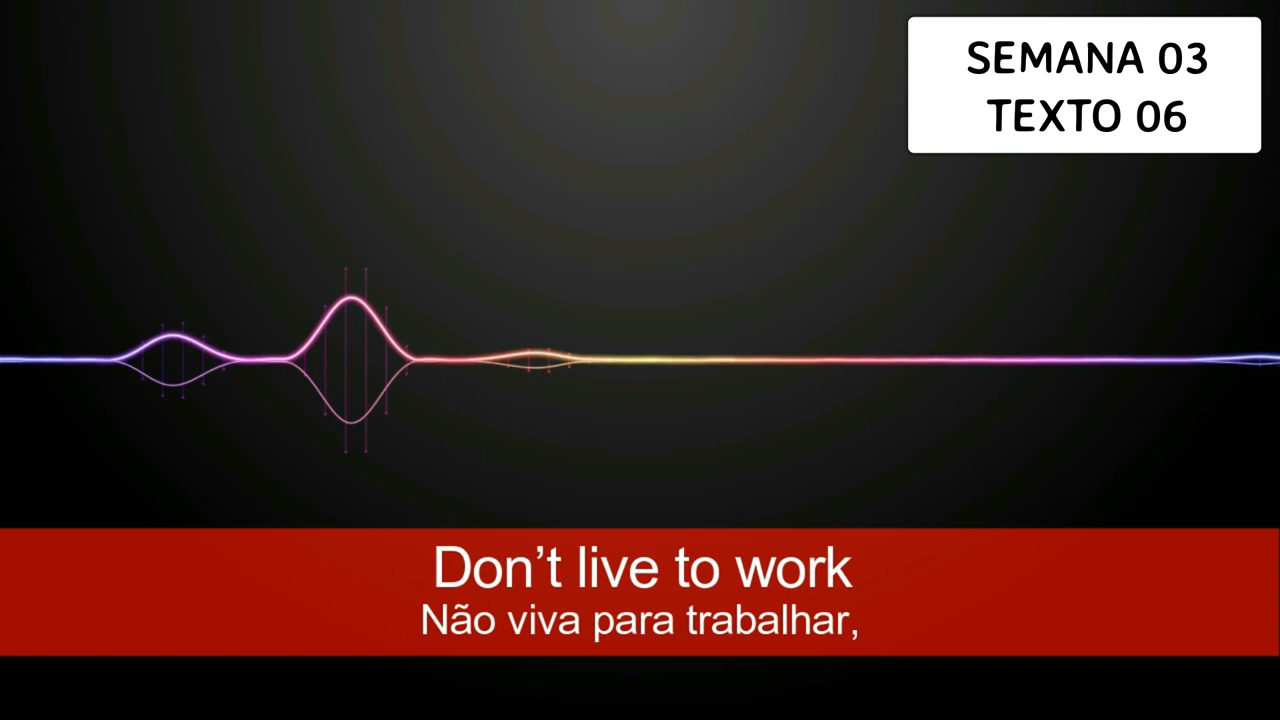 SEMANA 03
TEXTO 06
Don’t live to work
Não viva para trabalhar,